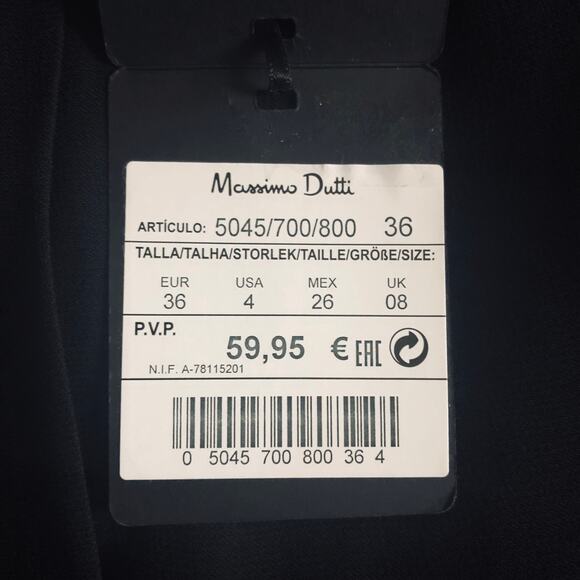 Massimo Dutti
ARTÍCULO: 5045/700/800 36
TALLA/TALHA/STORLEK/TAILLE/GRÖßE/SIZE:
EUR USA MEX UK
36 4 26 08
P.V.P. 59,95 € EAC
N.I.F. A-78115201
0 5045 700 800 36 4